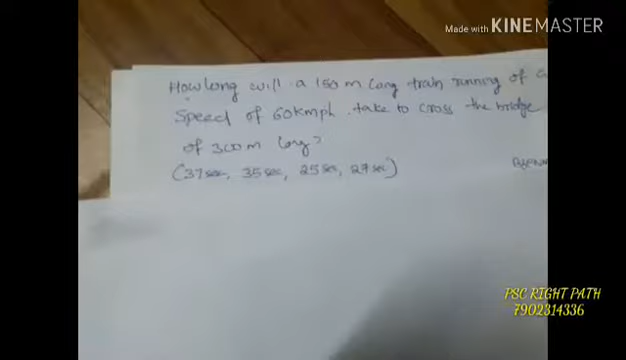 Made with KINEMASTER
How long will a 150 m long train running of a
Speed of 60kmph take to cross the bridge
of 300m long?
(37sec, 35sec, 25sec, 27sec)
PSC RIGHT PATH
7902314336